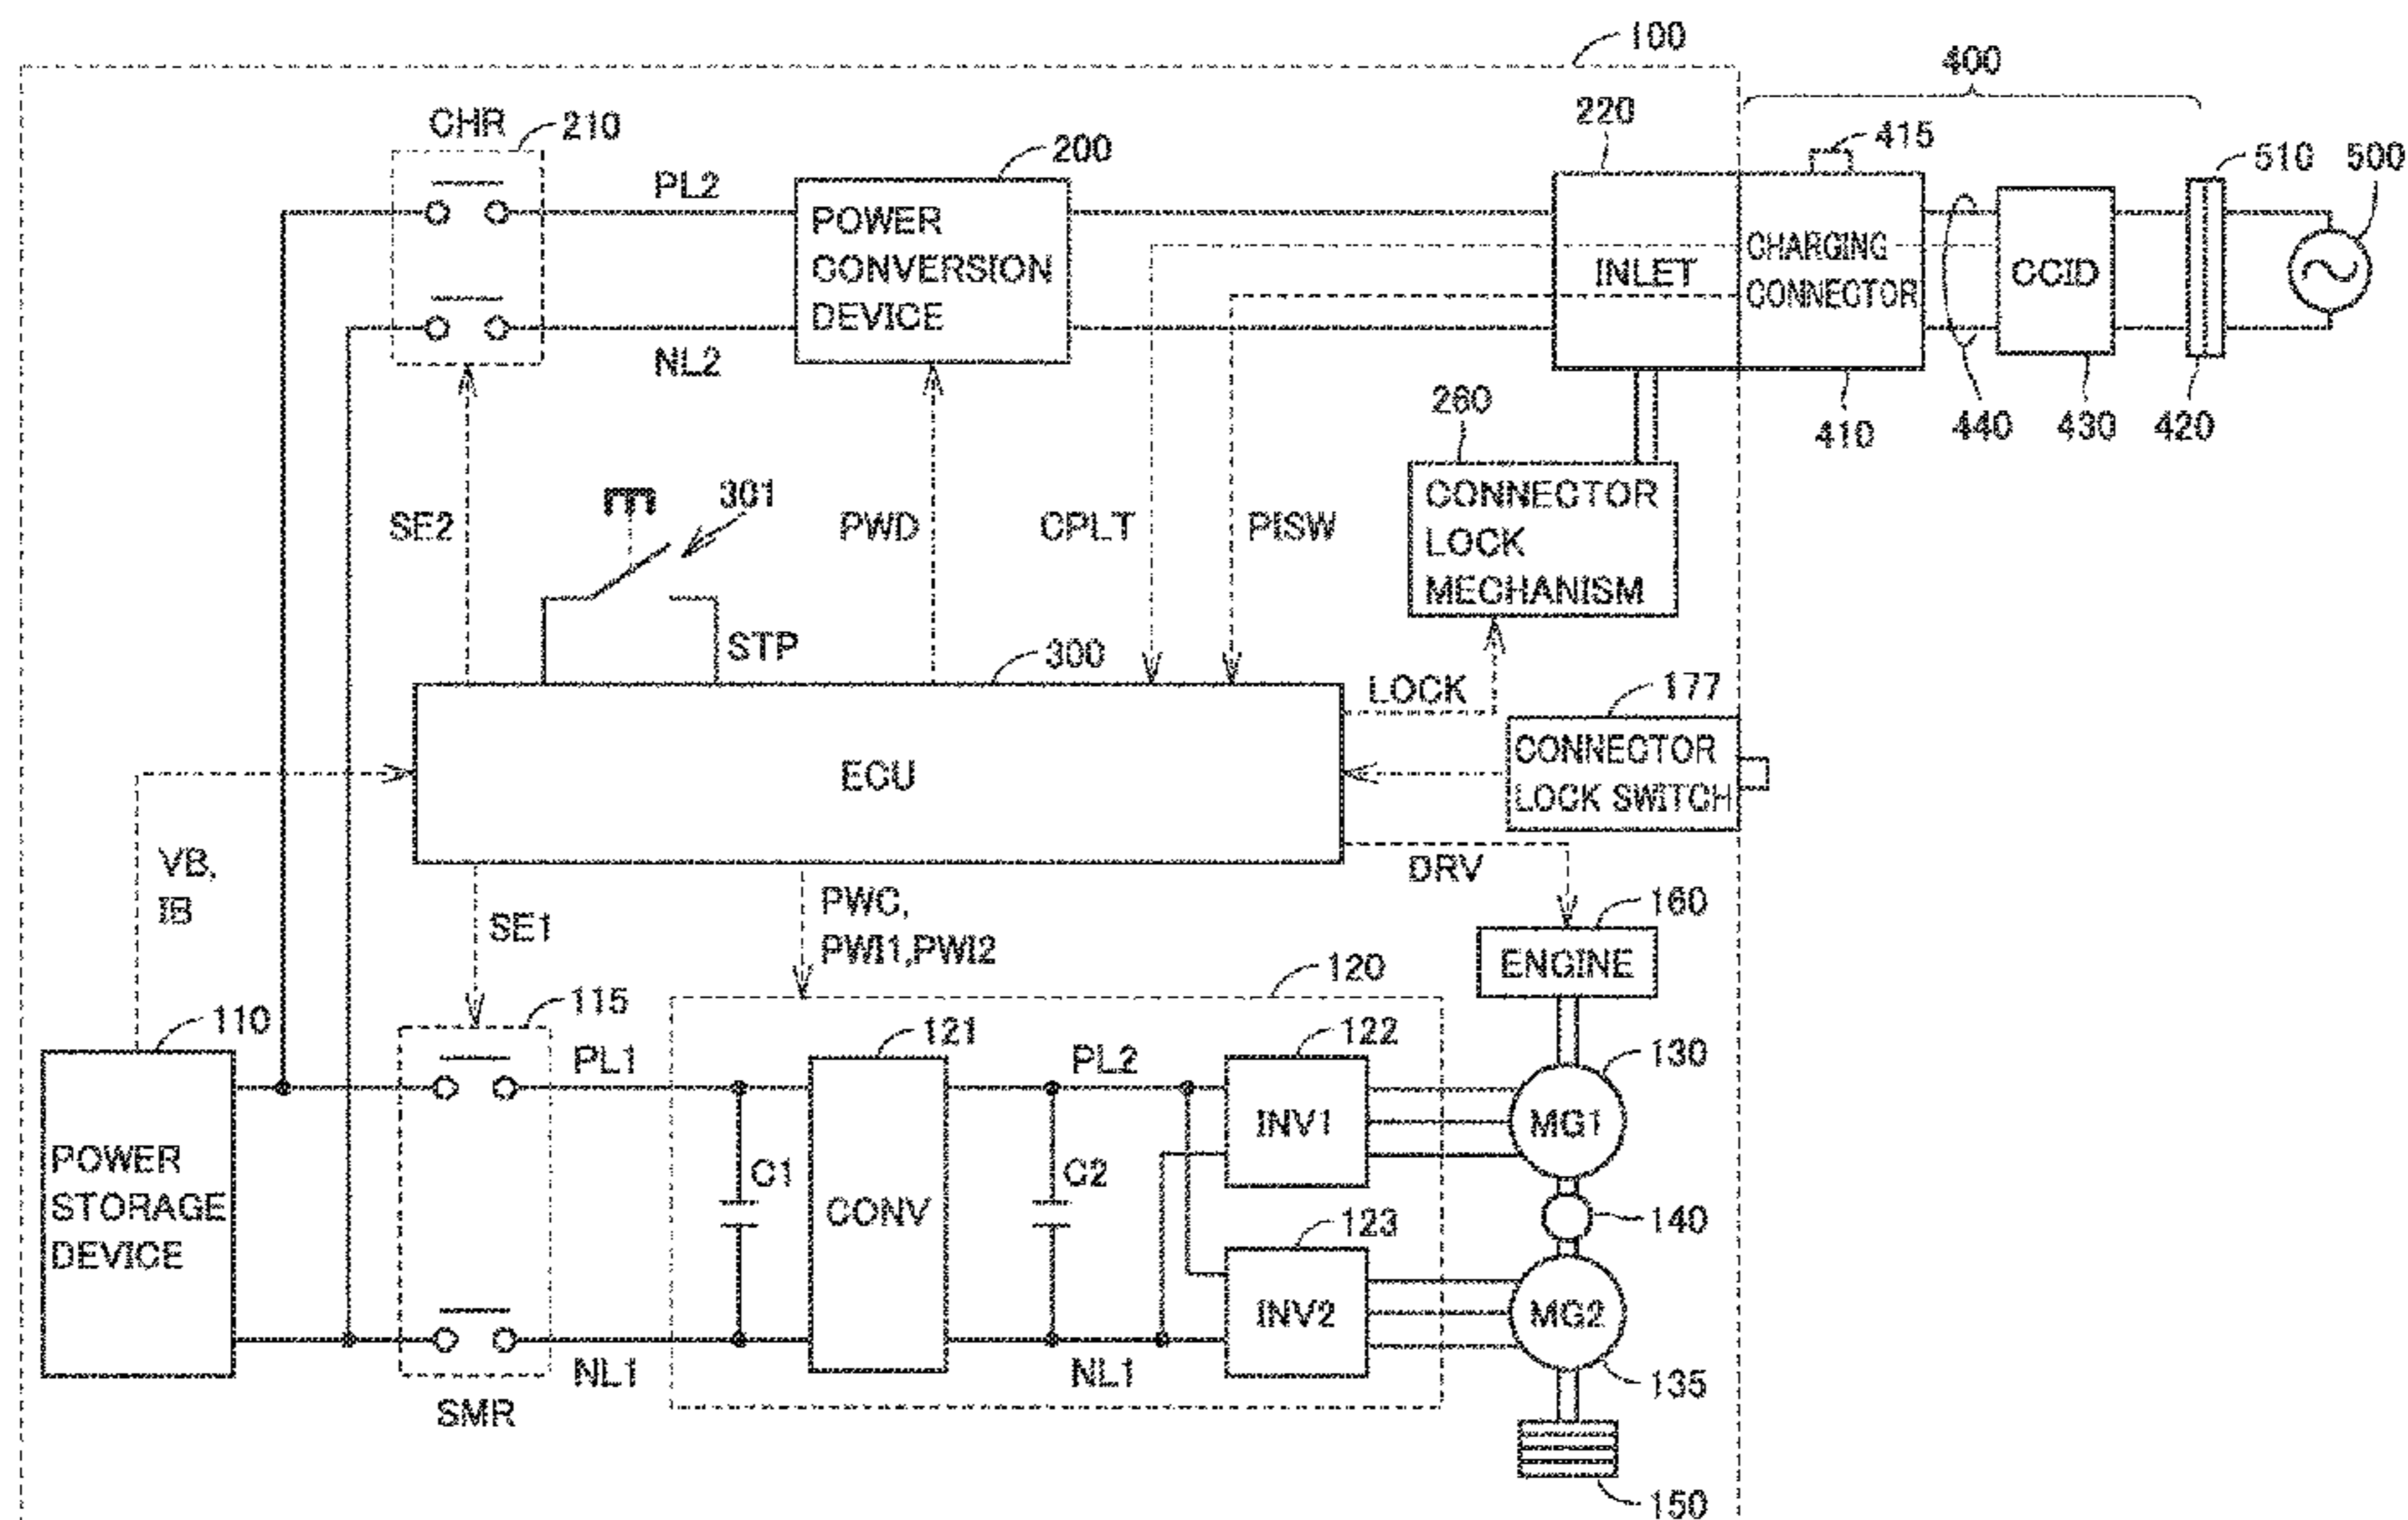 100
400
CHR
210
220
415
510
500
200
PL2
POWER
CONVERSION
DEVICE
INLET
CHARGING
CONNECTOR
CCID
NL2
260
410
440
430
420
CONNECTOR
LOCK
MECHANISM
SE2
301
PWD
CPLT
PISW
STP
300
LOCK
177
ECU
CONNECTOR
LOCK SWITCH
VB,
IB
SE1
PWC,
PWI1,PWI2
DRV
160
ENGINE
120
110
115
PL1
121
PL2
122
130
POWER
STORAGE
DEVICE
C1
CONV
C2
INV1
MG1
123
140
INV2
MG2
NL1
NL1
135
SMR
150